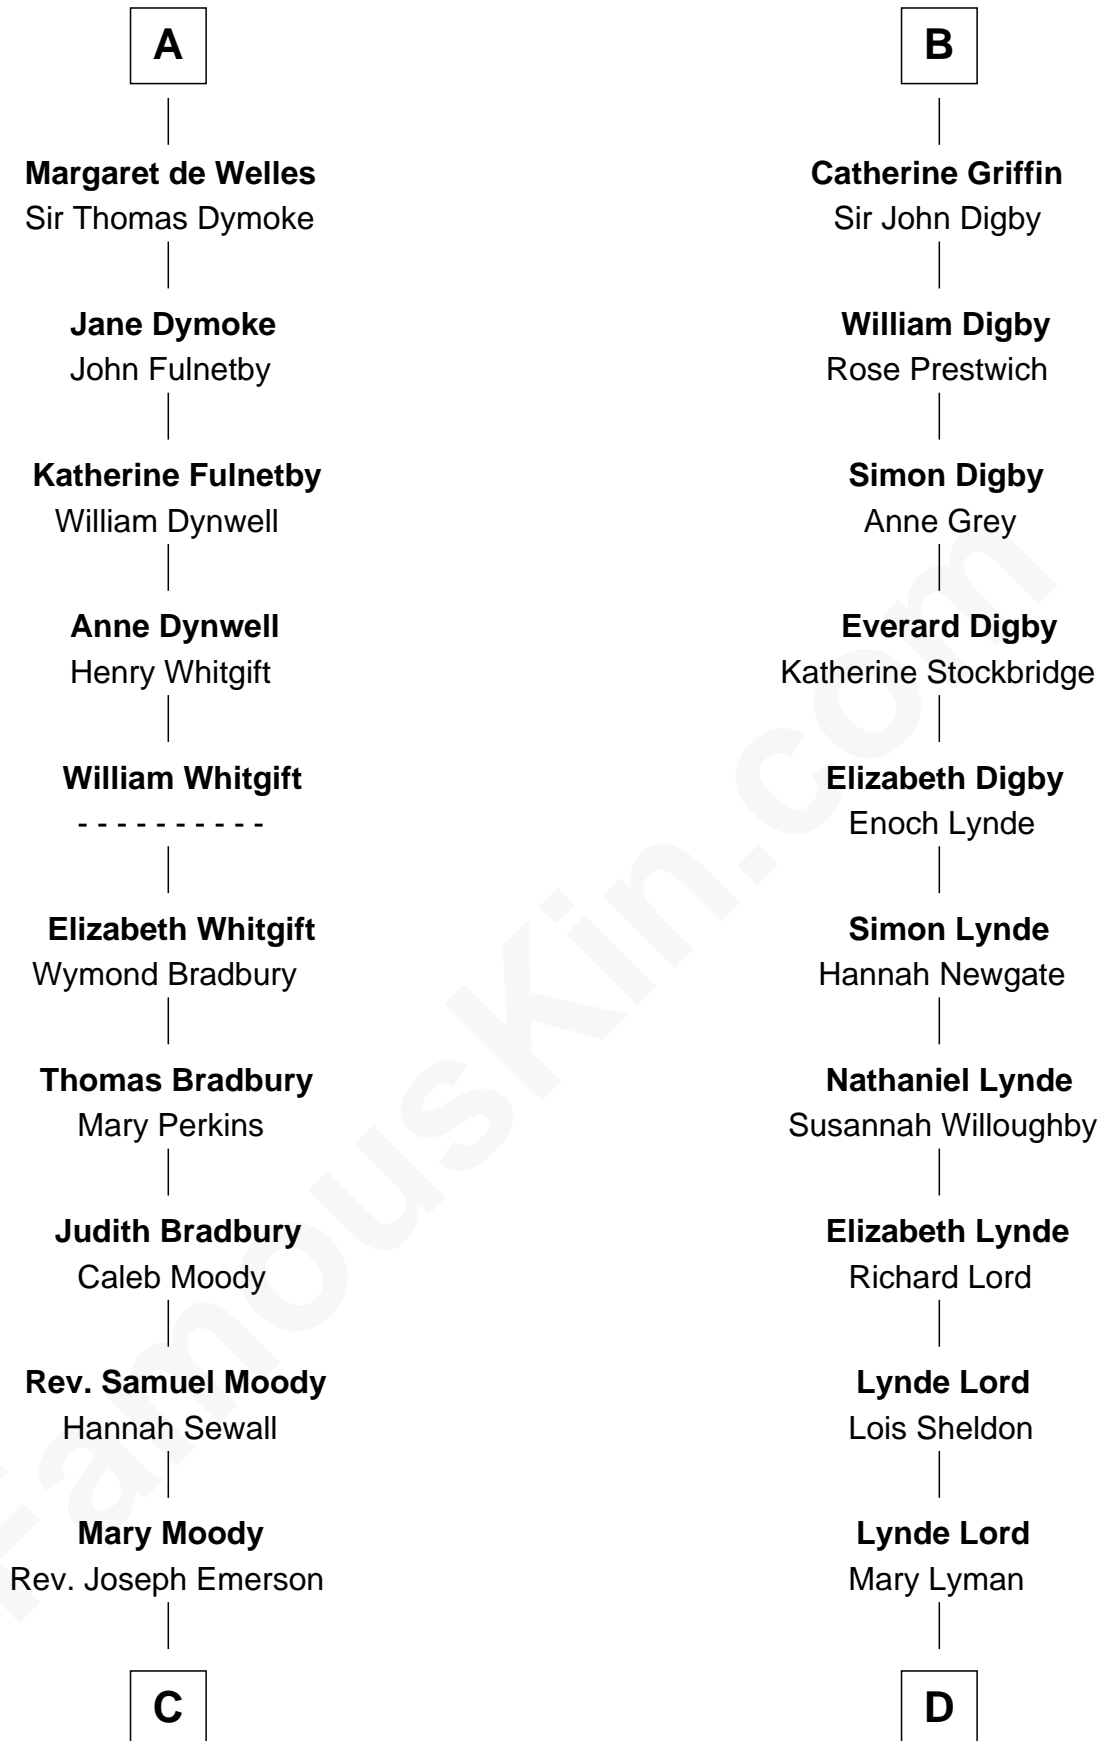 A
Margaret de Welles
Sir Thomas Dymoke
Jane Dymoke
John Fulnetby
Katherine Fulnetby
William Dynwell
Anne Dynwell
Henry Whitgift
William Whitgift
- - - - - - - - - -
Elizabeth Whitgift
Wymond Bradbury
Thomas Bradbury
Mary Perkins
Judith Bradbury
Caleb Moody
Rev. Samuel Moody
Hannah Sewall
Mary Moody
Rev. Joseph Emerson
C
B
Catherine Griffin
Sir John Digby
William Digby
Rose Prestwich
Simon Digby
Anne Grey
Everard Digby
Katherine Stockbridge
Elizabeth Digby
Enoch Lynde
Simon Lynde
Hannah Newgate
Nathaniel Lynde
Susannah Willoughby
Elizabeth Lynde
Richard Lord
Lynde Lord
Lois Sheldon
Lynde Lord
Mary Lyman
D
FamousKin.com